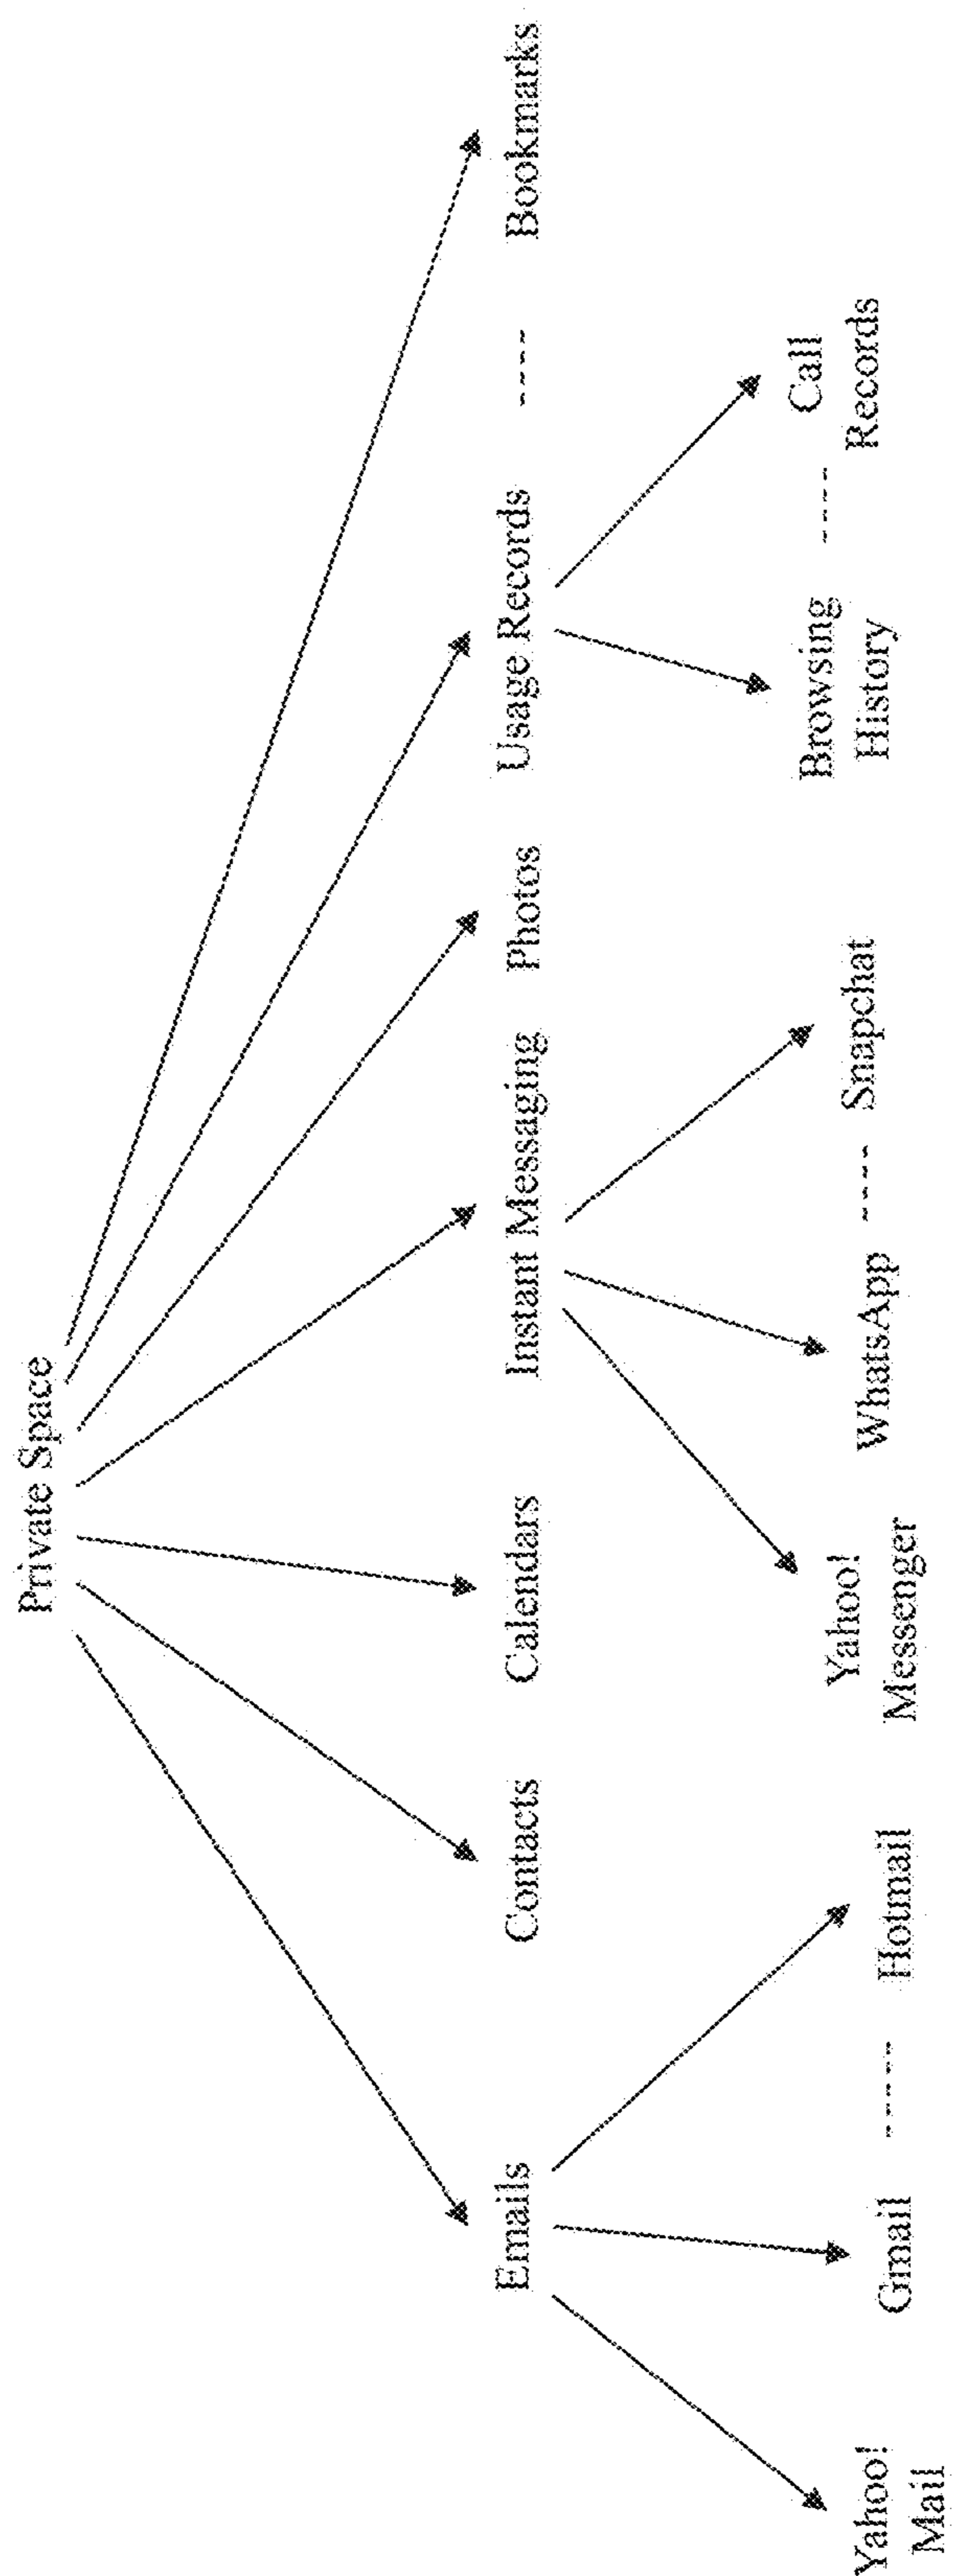 Private Space
Emails
Contacts
Calendars
Instant Messaging
Photos
Usage Records
----
Bookmarks
Yahoo!
Mail
Gmail
-----
Hotmail
Yahoo!
Messenger
WhatsApp
----
Snapchat
Browsing
History
----
Call
Records